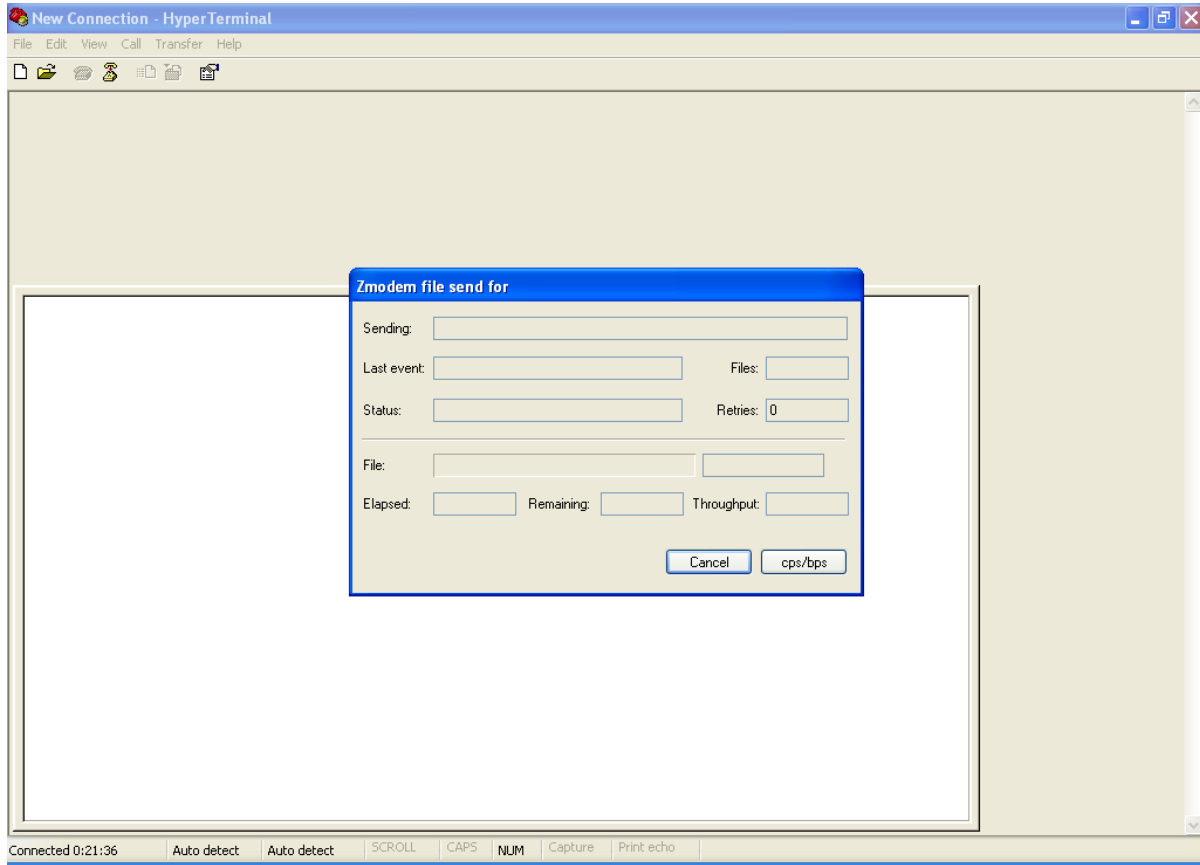 New Connection - HyperTerminal
File Edit View Call Transfer Help
Zmodem file send for
Sending:
Last event: Files:
Status: Retries: 0
File:
Elapsed: Remaining: Throughput:
Cancel cps/bps
Connected 0:21:36 Auto detect Auto detect SCROLL CAPS NUM Capture Print echo